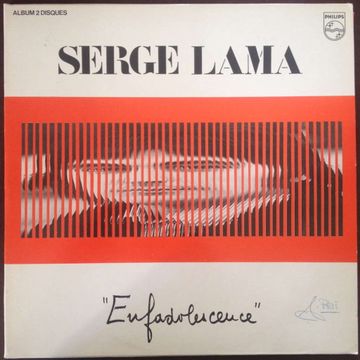 ALBUM 2 DISQUES
PHILIPS
SERGE LAMA
"Enfadolescence"